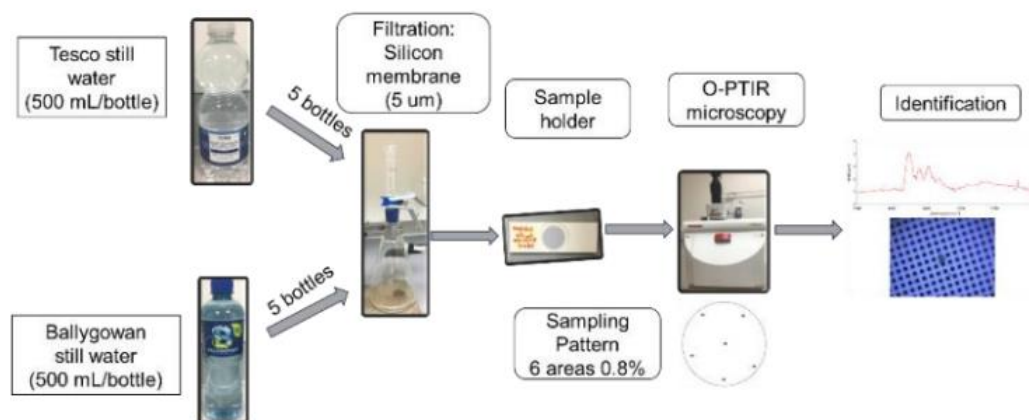 Tesco still
water
(500 mL/bottle)
5 bottles
Ballygowan
still water
(500 mL/bottle)
5 bottles
Filtration:
Silicon
membrane
(5 um)
Sample
holder
Sampling
Pattern
6 areas 0.8%
O-PTIR
microscopy
Identification